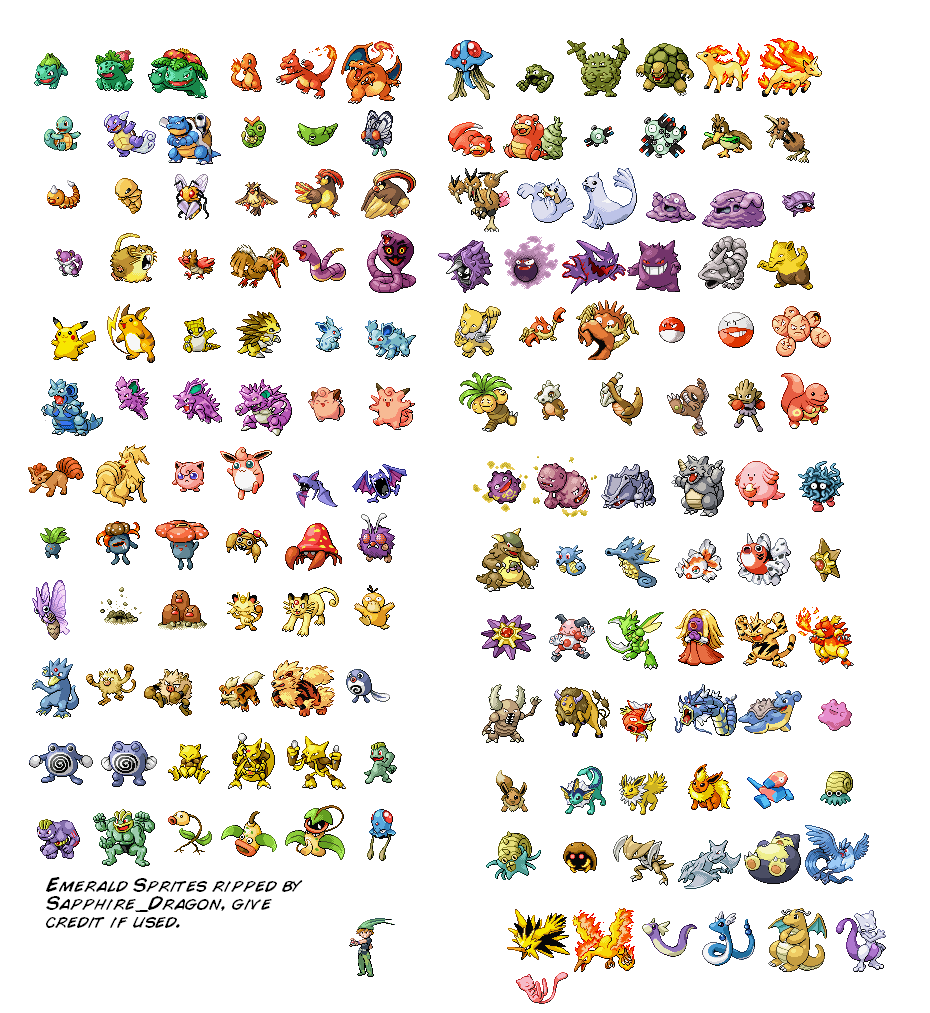 Emerald Sprites ripped by
Sapphire_Dragon, give
credit if used.